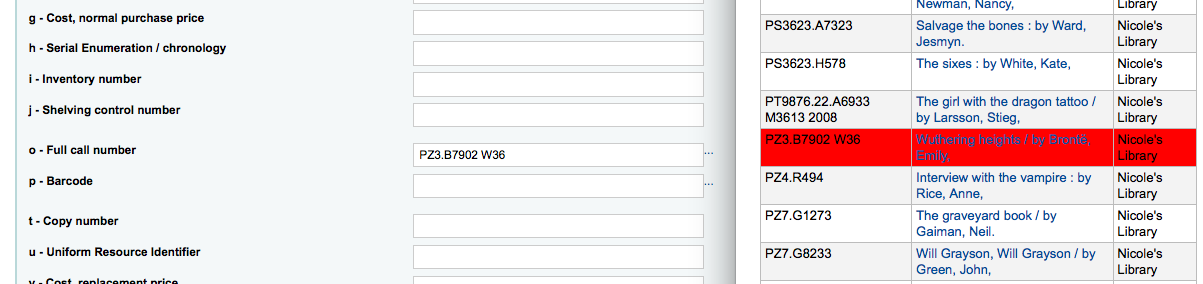 g - Cost, normal purchase price
h - Serial Enumeration / chronology
i - Inventory number
j - Shelving control number
o - Full call number
PZ3.B7902 W36
...
p - Barcode
...
t - Copy number
u - Uniform Resource Identifier
v - Cost, replacement price
Newman, Nancy,
Library
PS3623.A7323
Salvage the bones : by Ward,
Jesmyn.
Nicole's
Library
PS3623.H578
The sixes : by White, Kate,
Nicole's
Library
PT9876.22.A6933
M3613 2008
The girl with the dragon tattoo /
by Larsson, Stieg,
Nicole's
Library
PZ3.B7902 W36
Wuthering heights / by Brontë,
Emily,
Nicole's
Library
PZ4.R494
Interview with the vampire : by
Rice, Anne,
Nicole's
Library
PZ7.G1273
The graveyard book / by
Gaiman, Neil.
Nicole's
Library
PZ7.G8233
Will Grayson, Will Grayson / by
Green, John,
Nicole's
Library